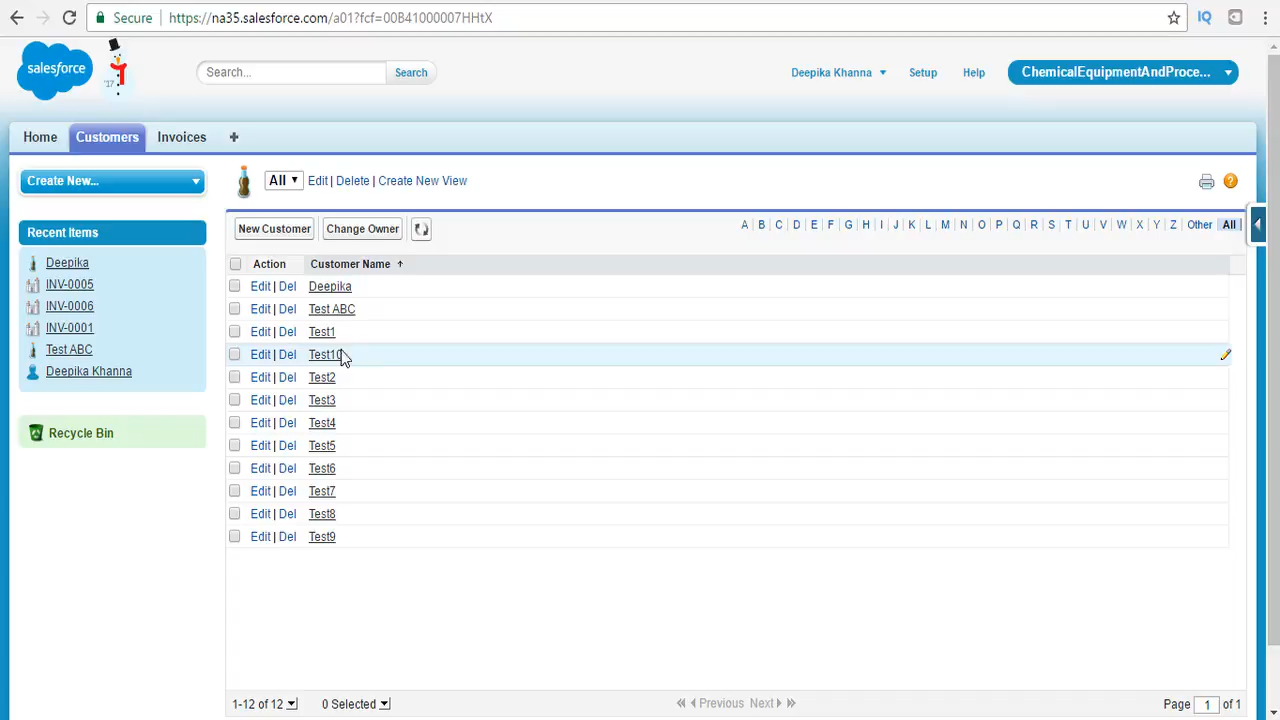 Secure https://na35.salesforce.com/a01?fcf=00B41000007HHtX
IQ
salesforce
'17
Search... Search
Deepika Khanna Setup Help ChemicalEquipmentAndProce...
Home Customers Invoices +
Create New...
All Edit | Delete | Create New View
?
Recent Items
Deepika
INV-0005
INV-0006
INV-0001
Test ABC
Deepika Khanna
Recycle Bin
New Customer Change Owner
A | B | C | D | E | F | G | H | I | J | K | L | M | N | O | P | Q | R | S | T | U | V | W | X | Y | Z | Other | All |
Action Customer Name
Edit | Del Deepika
Edit | Del Test ABC
Edit | Del Test1
Edit | Del Test10
Edit | Del Test2
Edit | Del Test3
Edit | Del Test4
Edit | Del Test5
Edit | Del Test6
Edit | Del Test7
Edit | Del Test8
Edit | Del Test9
1-12 of 12 0 Selected Previous Next Page 1 of 1